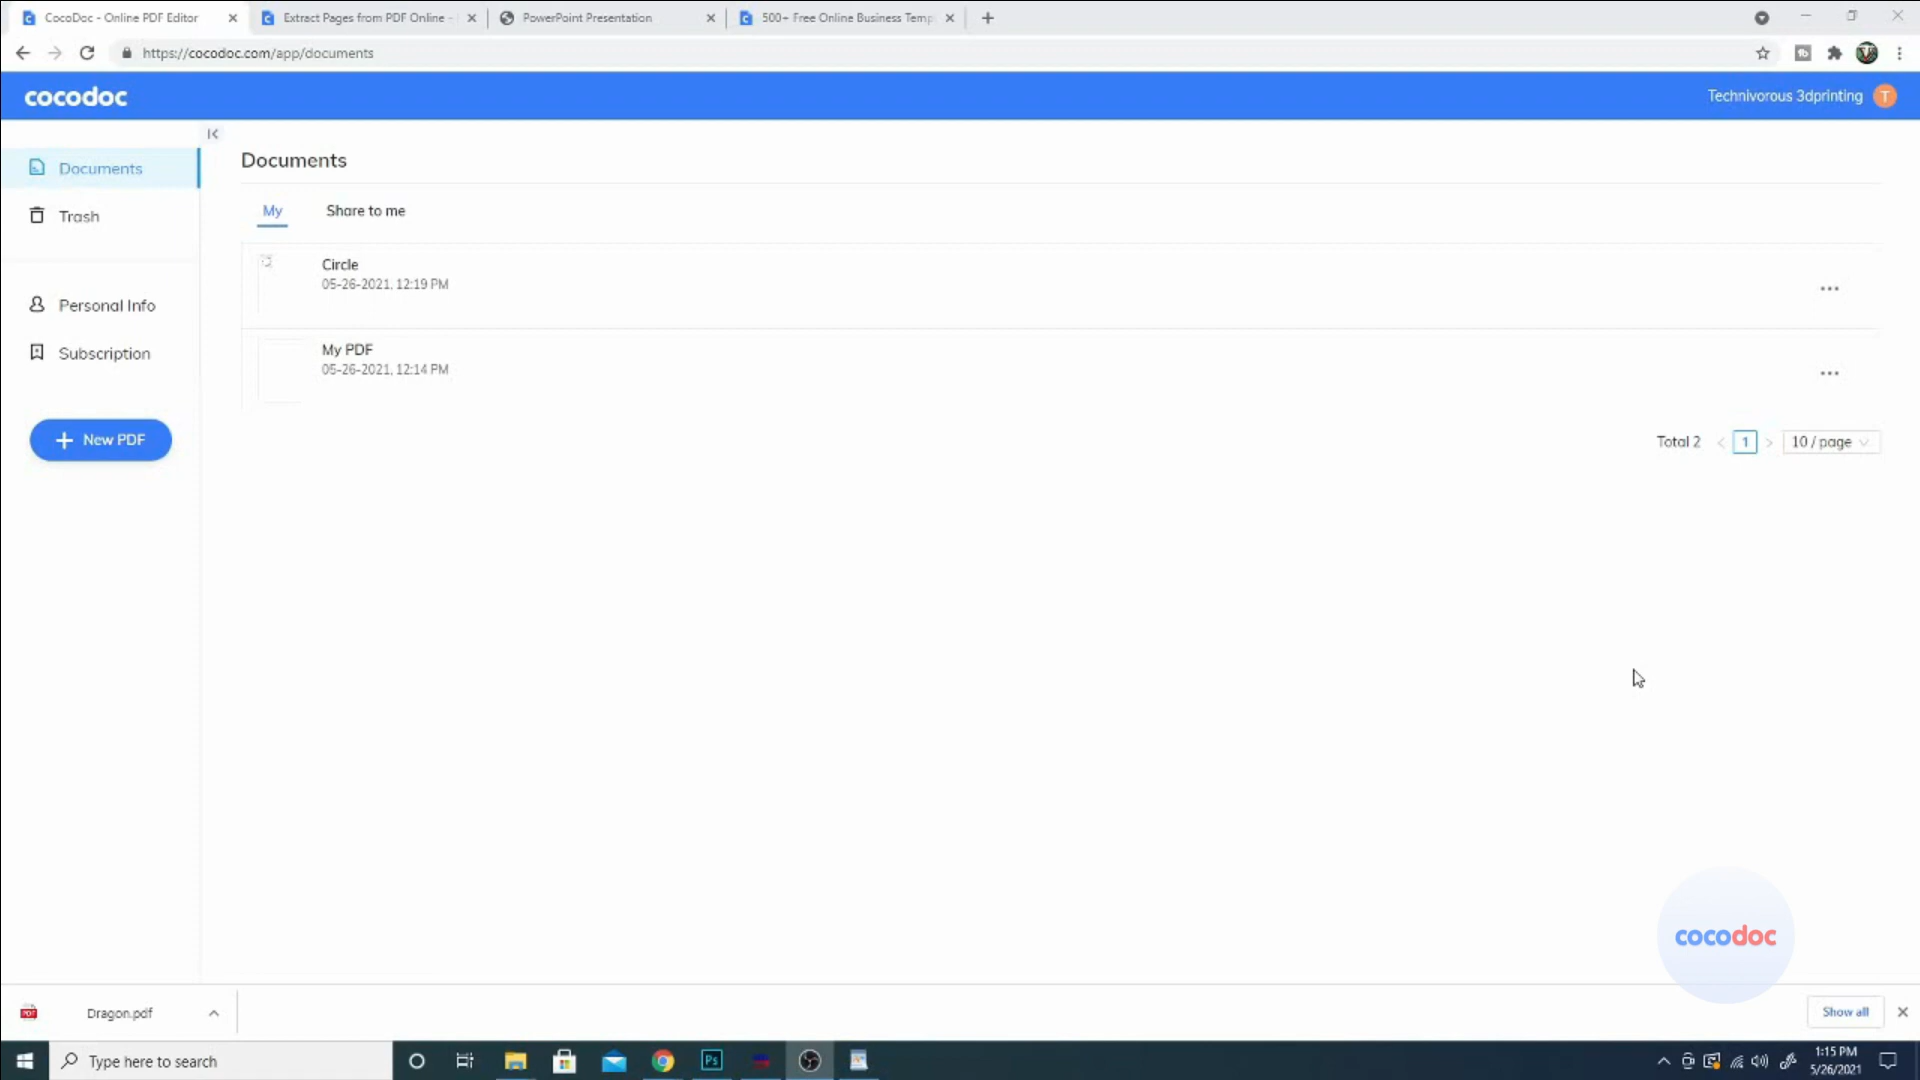 CocoDoc - Online PDF Editor
Extract Pages from PDF Online -
PowerPoint Presentation
500+ Free Online Business Temp
https://cocodoc.com/app/documents
cocodoc
Technivorous 3dprinting T
Documents
Trash
Personal Info
Subscription
+ New PDF
Documents
My Share to me
Circle
05-26-2021, 12:19 PM
My PDF
05-26-2021, 12:14 PM
Total 2 < 1 > 10 / page
cocodoc
Dragon.pdf
Show all
Type here to search
Ps
1:15 PM
5/26/2021